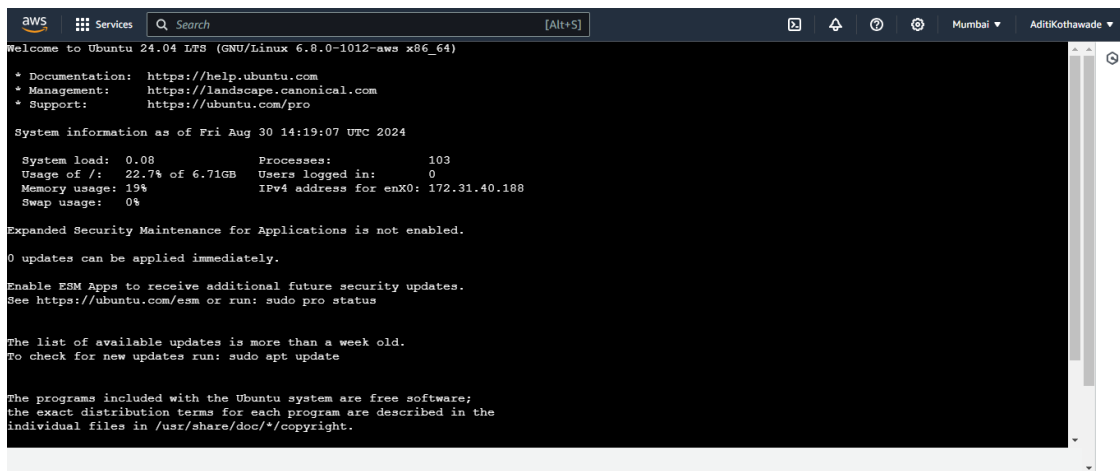 aws Services Search [Alt+S] Mumbai AditiKothawade
Welcome to Ubuntu 24.04 LTS (GNU/Linux 6.8.0-1012-aws x86_64)
* Documentation: https://help.ubuntu.com
* Management: https://landscape.canonical.com
* Support: https://ubuntu.com/pro
System information as of Fri Aug 30 14:19:07 UTC 2024
System load: 0.08 Processes: 103
Usage of /: 22.7% of 6.71GB Users logged in: 0
Memory usage: 19% IPv4 address for enX0: 172.31.40.188
Swap usage: 0%
Expanded Security Maintenance for Applications is not enabled.
0 updates can be applied immediately.
Enable ESM Apps to receive additional future security updates.
See https://ubuntu.com/esm or run: sudo pro status
The list of available updates is more than a week old.
To check for new updates run: sudo apt update
The programs included with the Ubuntu system are free software;
the exact distribution terms for each program are described in the
individual files in /usr/share/doc/*/copyright.